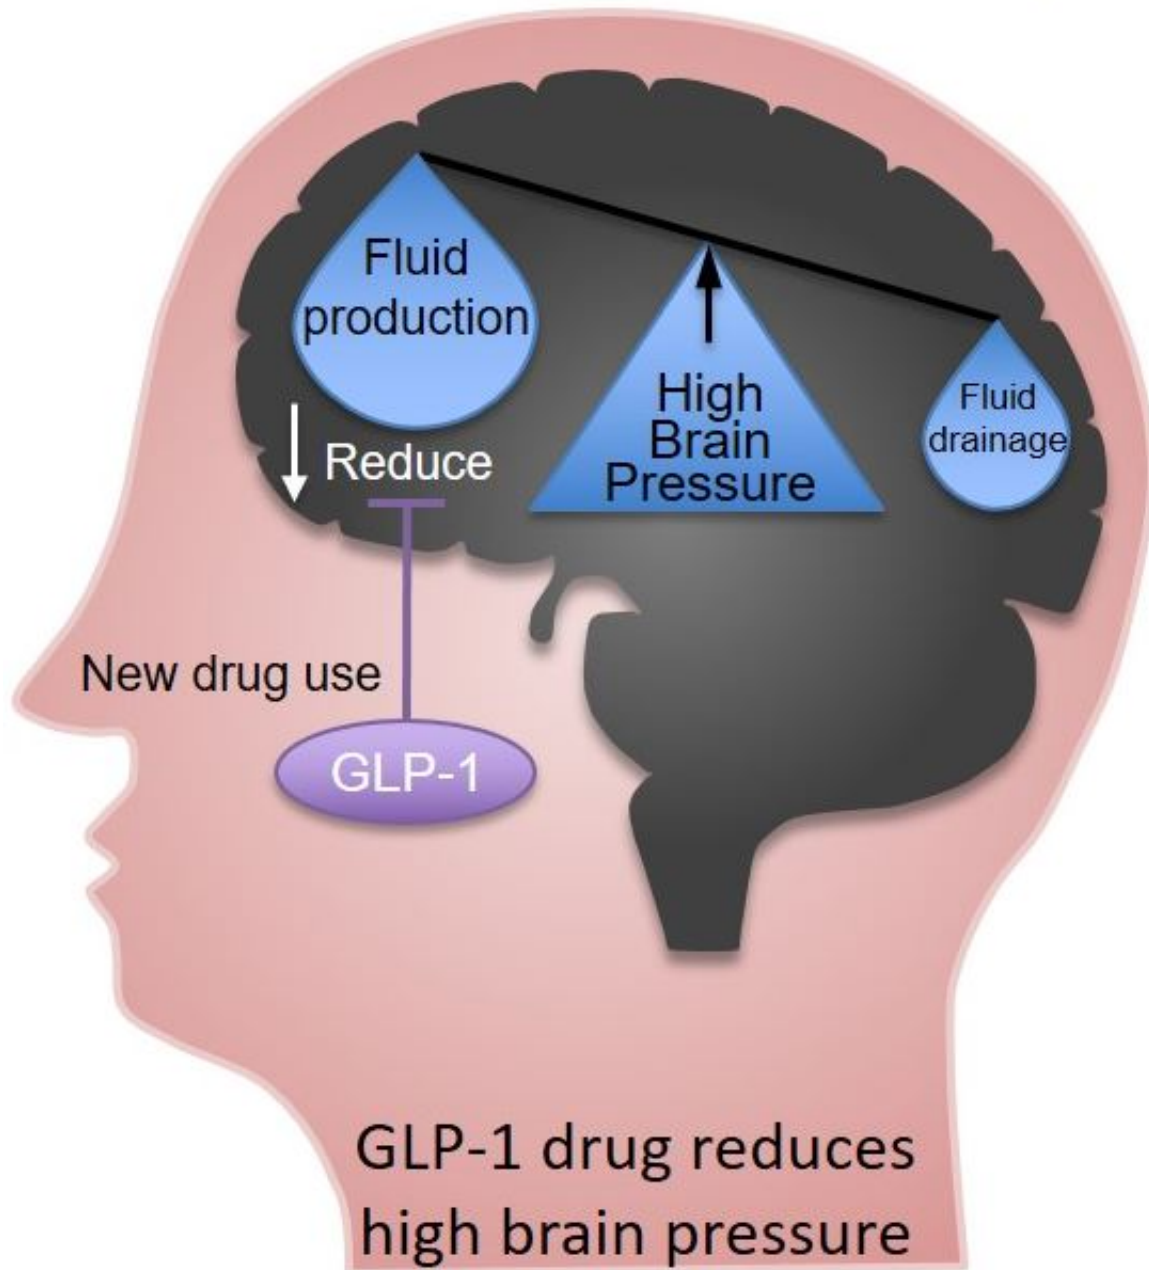 Fluid
production
High
Brain
Pressure
Fluid
drainage
Reduce
New drug use
GLP-1
GLP-1 drug reduces
high brain pressure